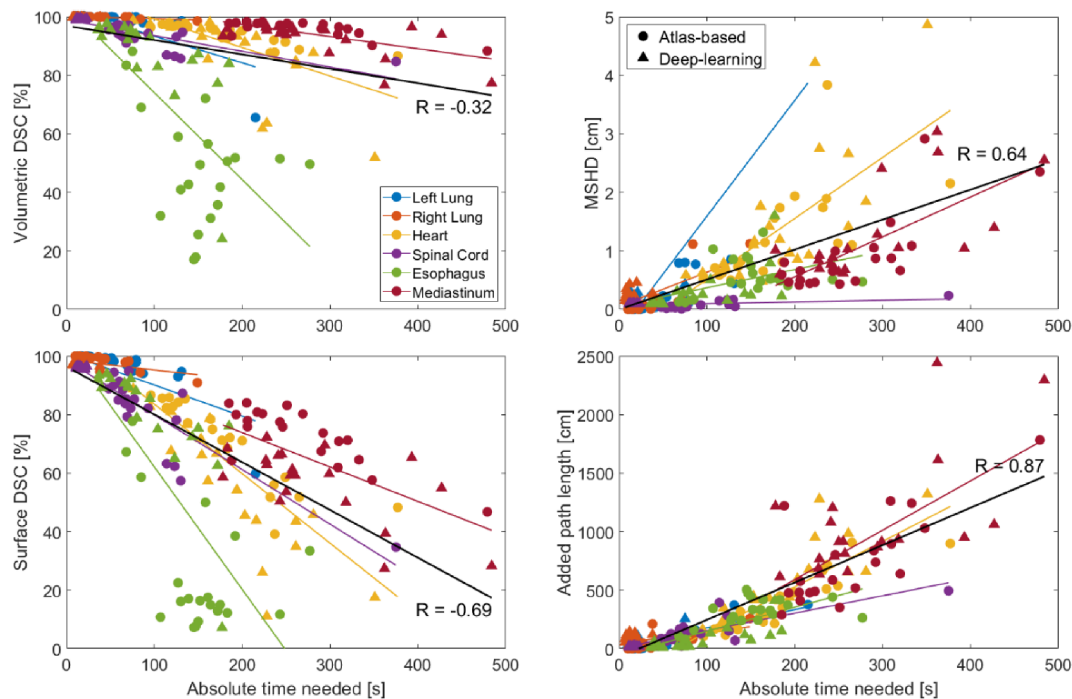 100
80
60
40
20
0
Volumetric DSC [%]
R = -0.32
Left Lung
Right Lung
Heart
Spinal Cord
Esophagus
Mediastinum
0 100 200 300 400 500
5
4
3
2
1
0
MSHD [cm]
Atlas-based
Deep-learning
R = 0.64
0 100 200 300 400 500
100
80
60
40
20
0
Surface DSC [%]
R = -0.69
0 100 200 300 400 500
Absolute time needed [s]
2500
2000
1500
1000
500
0
Added path length [cm]
R = 0.87
0 100 200 300 400 500
Absolute time needed [s]